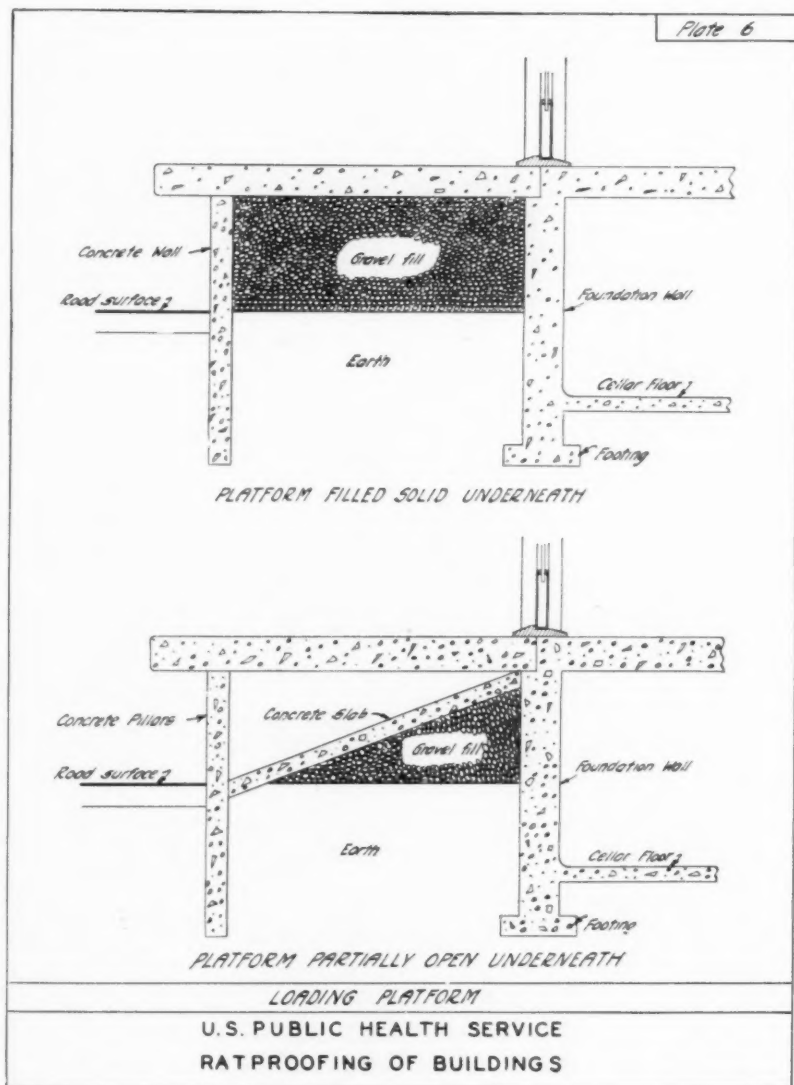 Plate 6
Concrete Wall
Gravel fill
Road surface
Foundation Wall
Earth
Cellar Floor
Footing
PLATFORM FILLED SOLID UNDERNEATH
Concrete Pillars
Concrete Slab
Gravel fill
Road surface
Foundation Wall
Earth
Cellar Floor
Footing
PLATFORM PARTIALLY OPEN UNDERNEATH
LOADING PLATFORM
U.S. PUBLIC HEALTH SERVICE
RATPROOFING OF BUILDINGS